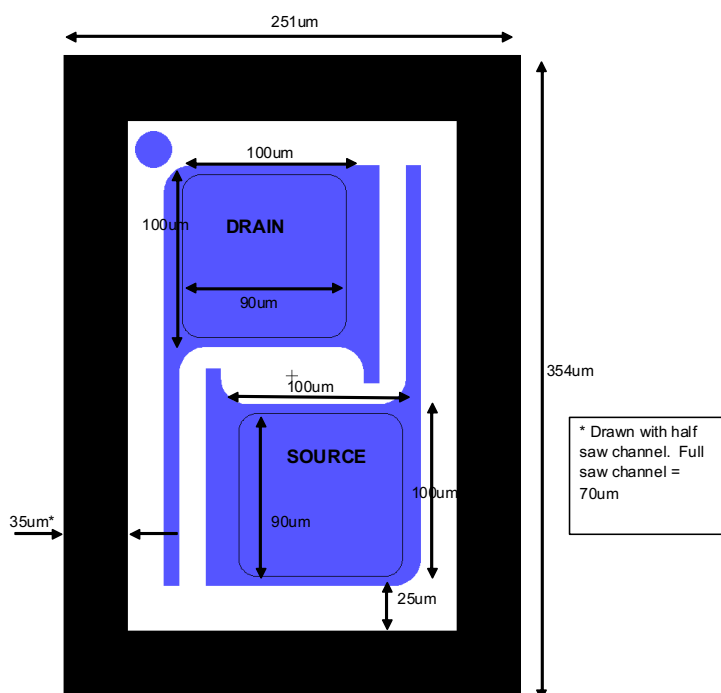 251um
100um
100um
DRAIN
90um
354um
100um
* Drawn with half
saw channel. Full
saw channel =
70um
SOURCE
100um
90um
35um*
25um